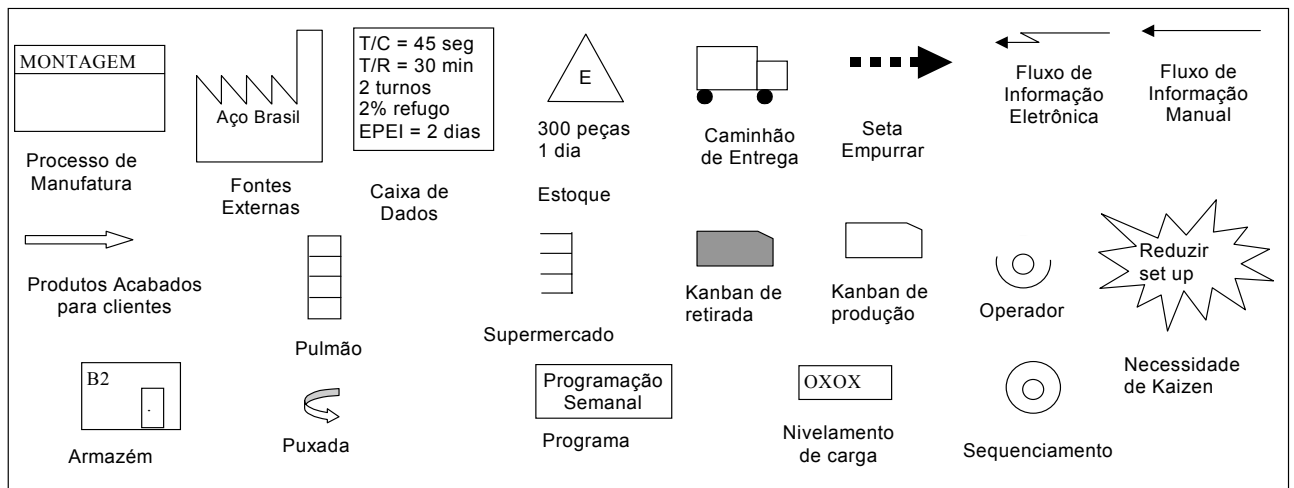 MONTAGEM
Processo de
Manufatura
Aço Brasil
Fontes
Externas
T/C = 45 seg
T/R = 30 min
2 turnos
2% refugo
EPEI = 2 dias
Caixa de
Dados
E
300 peças
1 dia
Estoque
Caminhão
de Entrega
Seta
Empurrar
Fluxo de
Informação
Eletrônica
Fluxo de
Informação
Manual
Produtos Acabados
para clientes
Pulmão
Supermercado
Kanban de
retirada
Kanban de
produção
Operador
Reduzir
set up
Necessidade
de Kaizen
B2
Armazém
Puxada
Programação
Semanal
Programa
OXOX
Nivelamento
de carga
Sequenciamento